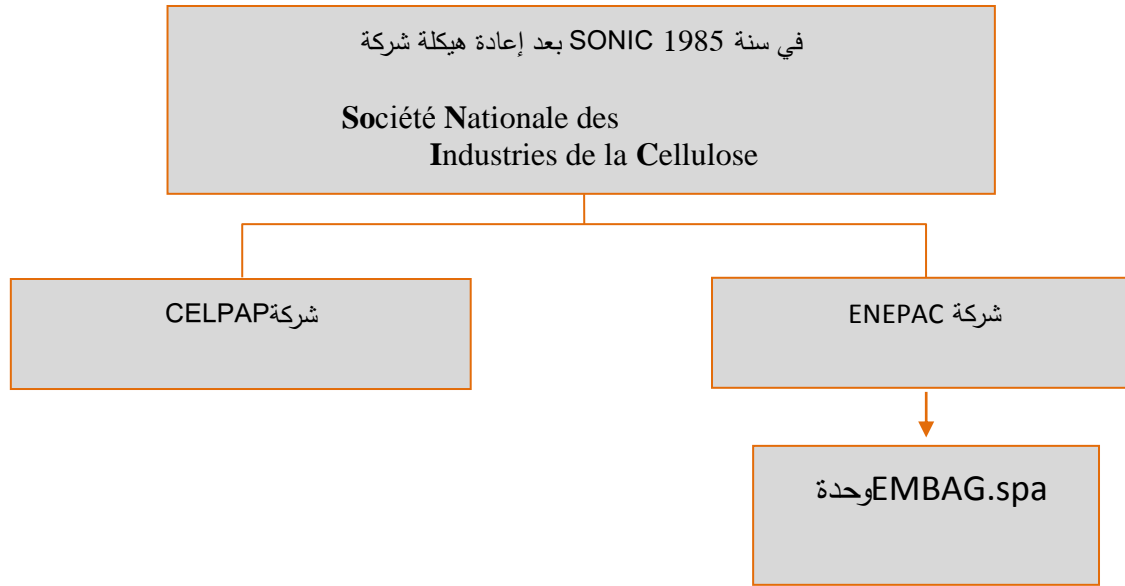 في سنة 1985 SONIC بعد إعادة هيكلة شركة
Société Nationale des
Industries de la Cellulose
شركةCELPAP
شركة ENEPAC
وحدةEMBAG.spa